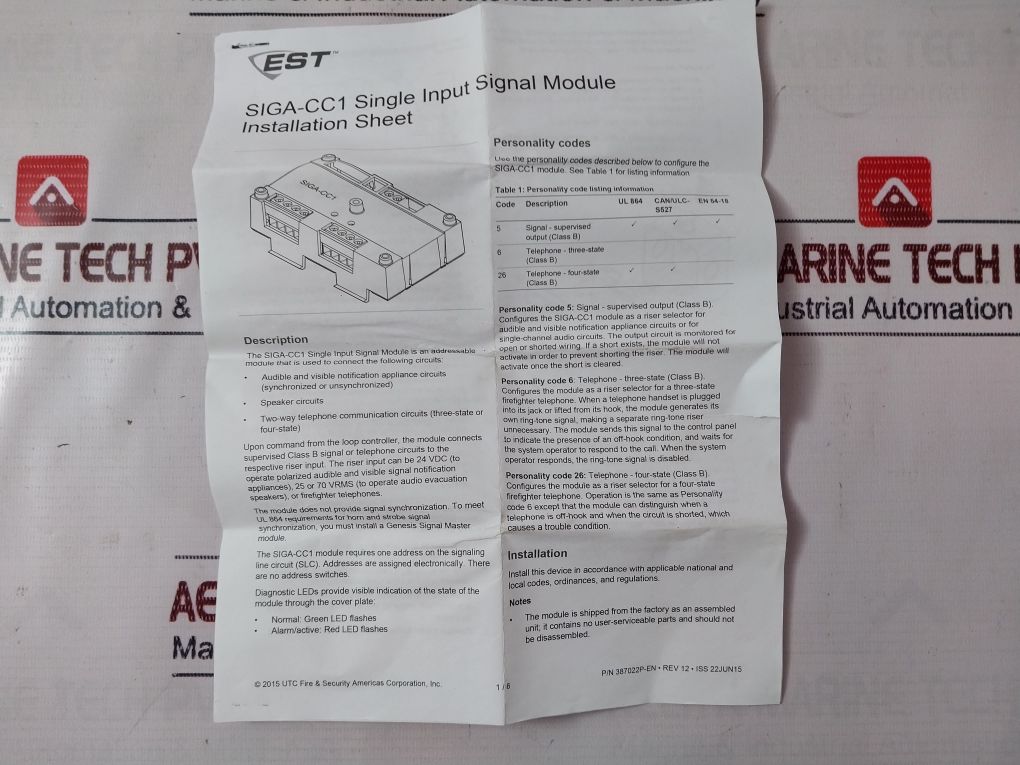 EST™
SIGA-CC1 Single Input Signal Module
Installation Sheet
SIGA-CC1
Description
The SIGA-CC1 Single Input Signal Module is an addressable
module that is used to connect the following circuits:
• Audible and visible notification appliance circuits
(synchronized or unsynchronized)
• Speaker circuits
• Two-way telephone communication circuits (three-state or
four-state)
Upon command from the loop controller, the module connects
supervised Class B signal or telephone circuits to the
respective riser input. The riser input can be 24 VDC (to
operate polarized audible and visible signal notification
appliances), 25 or 70 VRMS (to operate audio evacuation
speakers), or firefighter telephones.
The module does not provide signal synchronization. To meet
UL 864 requirements for horn and strobe signal
synchronization, you must install a Genesis Signal Master
module.
The SIGA-CC1 module requires one address on the signaling
line circuit (SLC). Addresses are assigned electronically. There
are no address switches.
Diagnostic LEDs provide visible indication of the state of the
module through the cover plate:
• Normal: Green LED flashes
• Alarm/active: Red LED flashes
© 2015 UTC Fire & Security Americas Corporation, Inc.
Personality codes
Use the personality codes described below to configure the
SIGA-CC1 module. See Table 1 for listing information
Table 1: Personality code listing information
Code Description UL 864 CAN/ULC- EN 54-18
S527
5 Signal - supervised ✓ ✓ ✓
output (Class B)
6 Telephone - three-state
(Class B)
26 Telephone - four-state ✓ ✓
(Class B)
Personality code 5: Signal - supervised output (Class B).
Configures the SIGA-CC1 module as a riser selector for
audible and visible notification appliance circuits or for
single-channel audio circuits. The output circuit is monitored for
open or shorted wiring. If a short exists, the module will not
activate in order to prevent shorting the riser. The module will
activate once the short is cleared.
Personality code 6: Telephone - three-state (Class B).
Configures the module as a riser selector for a three-state
firefighter telephone. When a telephone handset is plugged
into its jack or lifted from its hook, the module generates its
own ring-tone signal, making a separate ring-tone riser
unnecessary. The module sends this signal to the control panel
to indicate the presence of an off-hook condition, and waits for
the system operator to respond to the call. When the system
operator responds, the ring-tone signal is disabled.
Personality code 26: Telephone - four-state (Class B).
Configures the module as a riser selector for a four-state
firefighter telephone. Operation is the same as Personality
code 6 except that the module can distinguish when a
telephone is off-hook and when the circuit is shorted, which
causes a trouble condition.
Installation
Install this device in accordance with applicable national and
local codes, ordinances, and regulations.
Notes
• The module is shipped from the factory as an assembled
unit; it contains no user-serviceable parts and should not
be disassembled.
1 / 6
P/N 387022P-EN • REV 12 • ISS 22JUN15
NE TECH PV
l Automation &
ARINE TECH P
ustrial Automation
AE
Ma